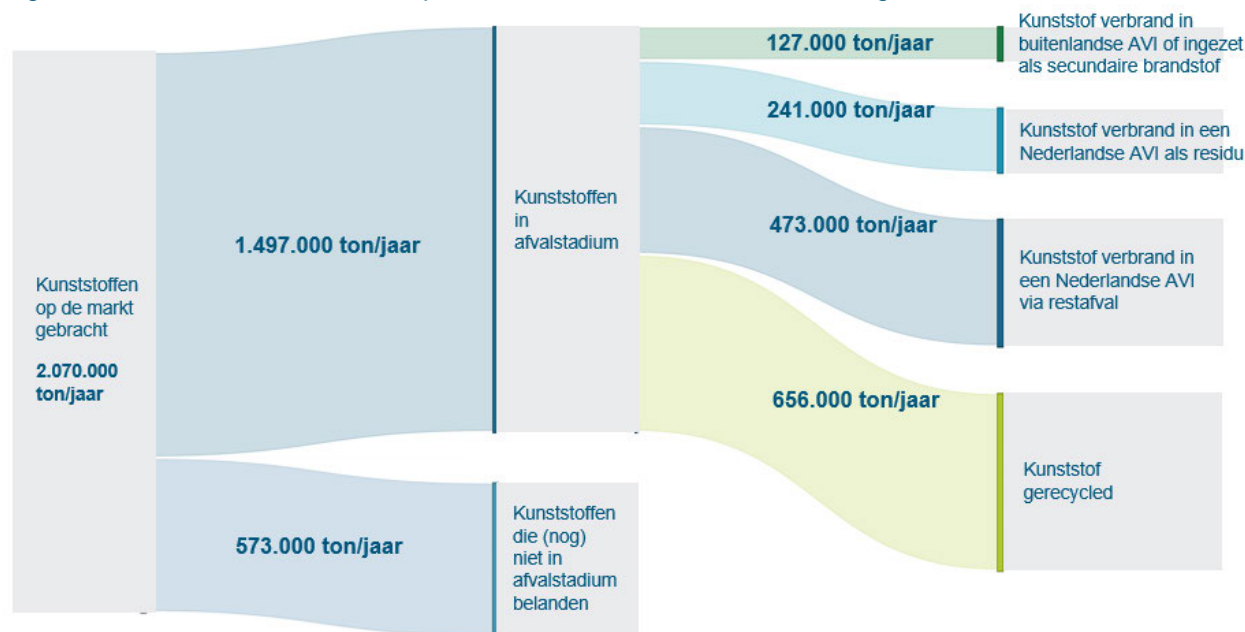 Kunststoffen
op de markt
gebracht
2.070.000
ton/jaar
1.497.000 ton/jaar
573.000 ton/jaar
Kunststoffen
in
afvalstadium
Kunststoffen
die (nog)
niet in
afvalstadium
belanden
127.000 ton/jaar
241.000 ton/jaar
473.000 ton/jaar
656.000 ton/jaar
Kunststof verbrand in
buitenlandse AVI of ingezet
als secundaire brandstof
Kunststof verbrand in een
Nederlandse AVI als residu
Kunststof verbrand in
een Nederlandse AVI
via restafval
Kunststof
gerecycled